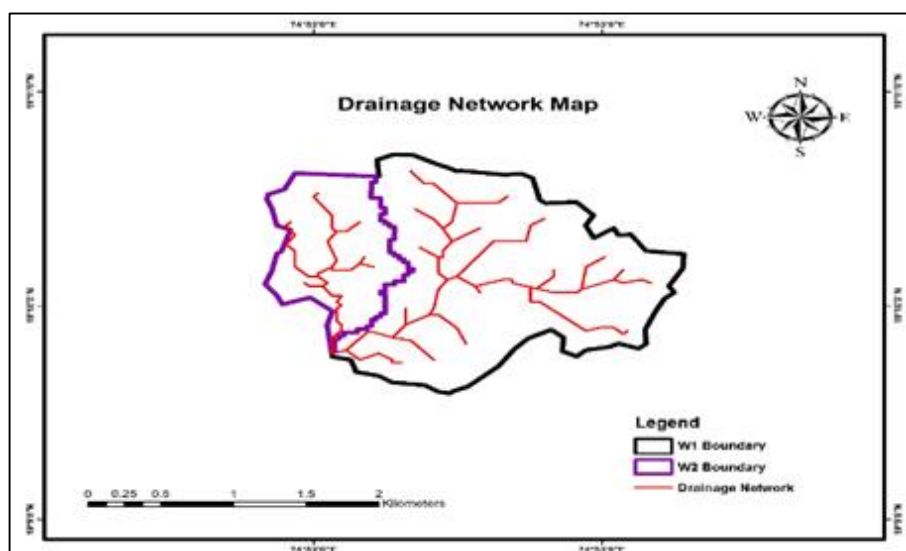 Drainage Network Map
N
W E
S
Legend
W1 Boundary
W2 Boundary
Drainage Network
0 0.25 0.5 1 1.5 2
Kilometers